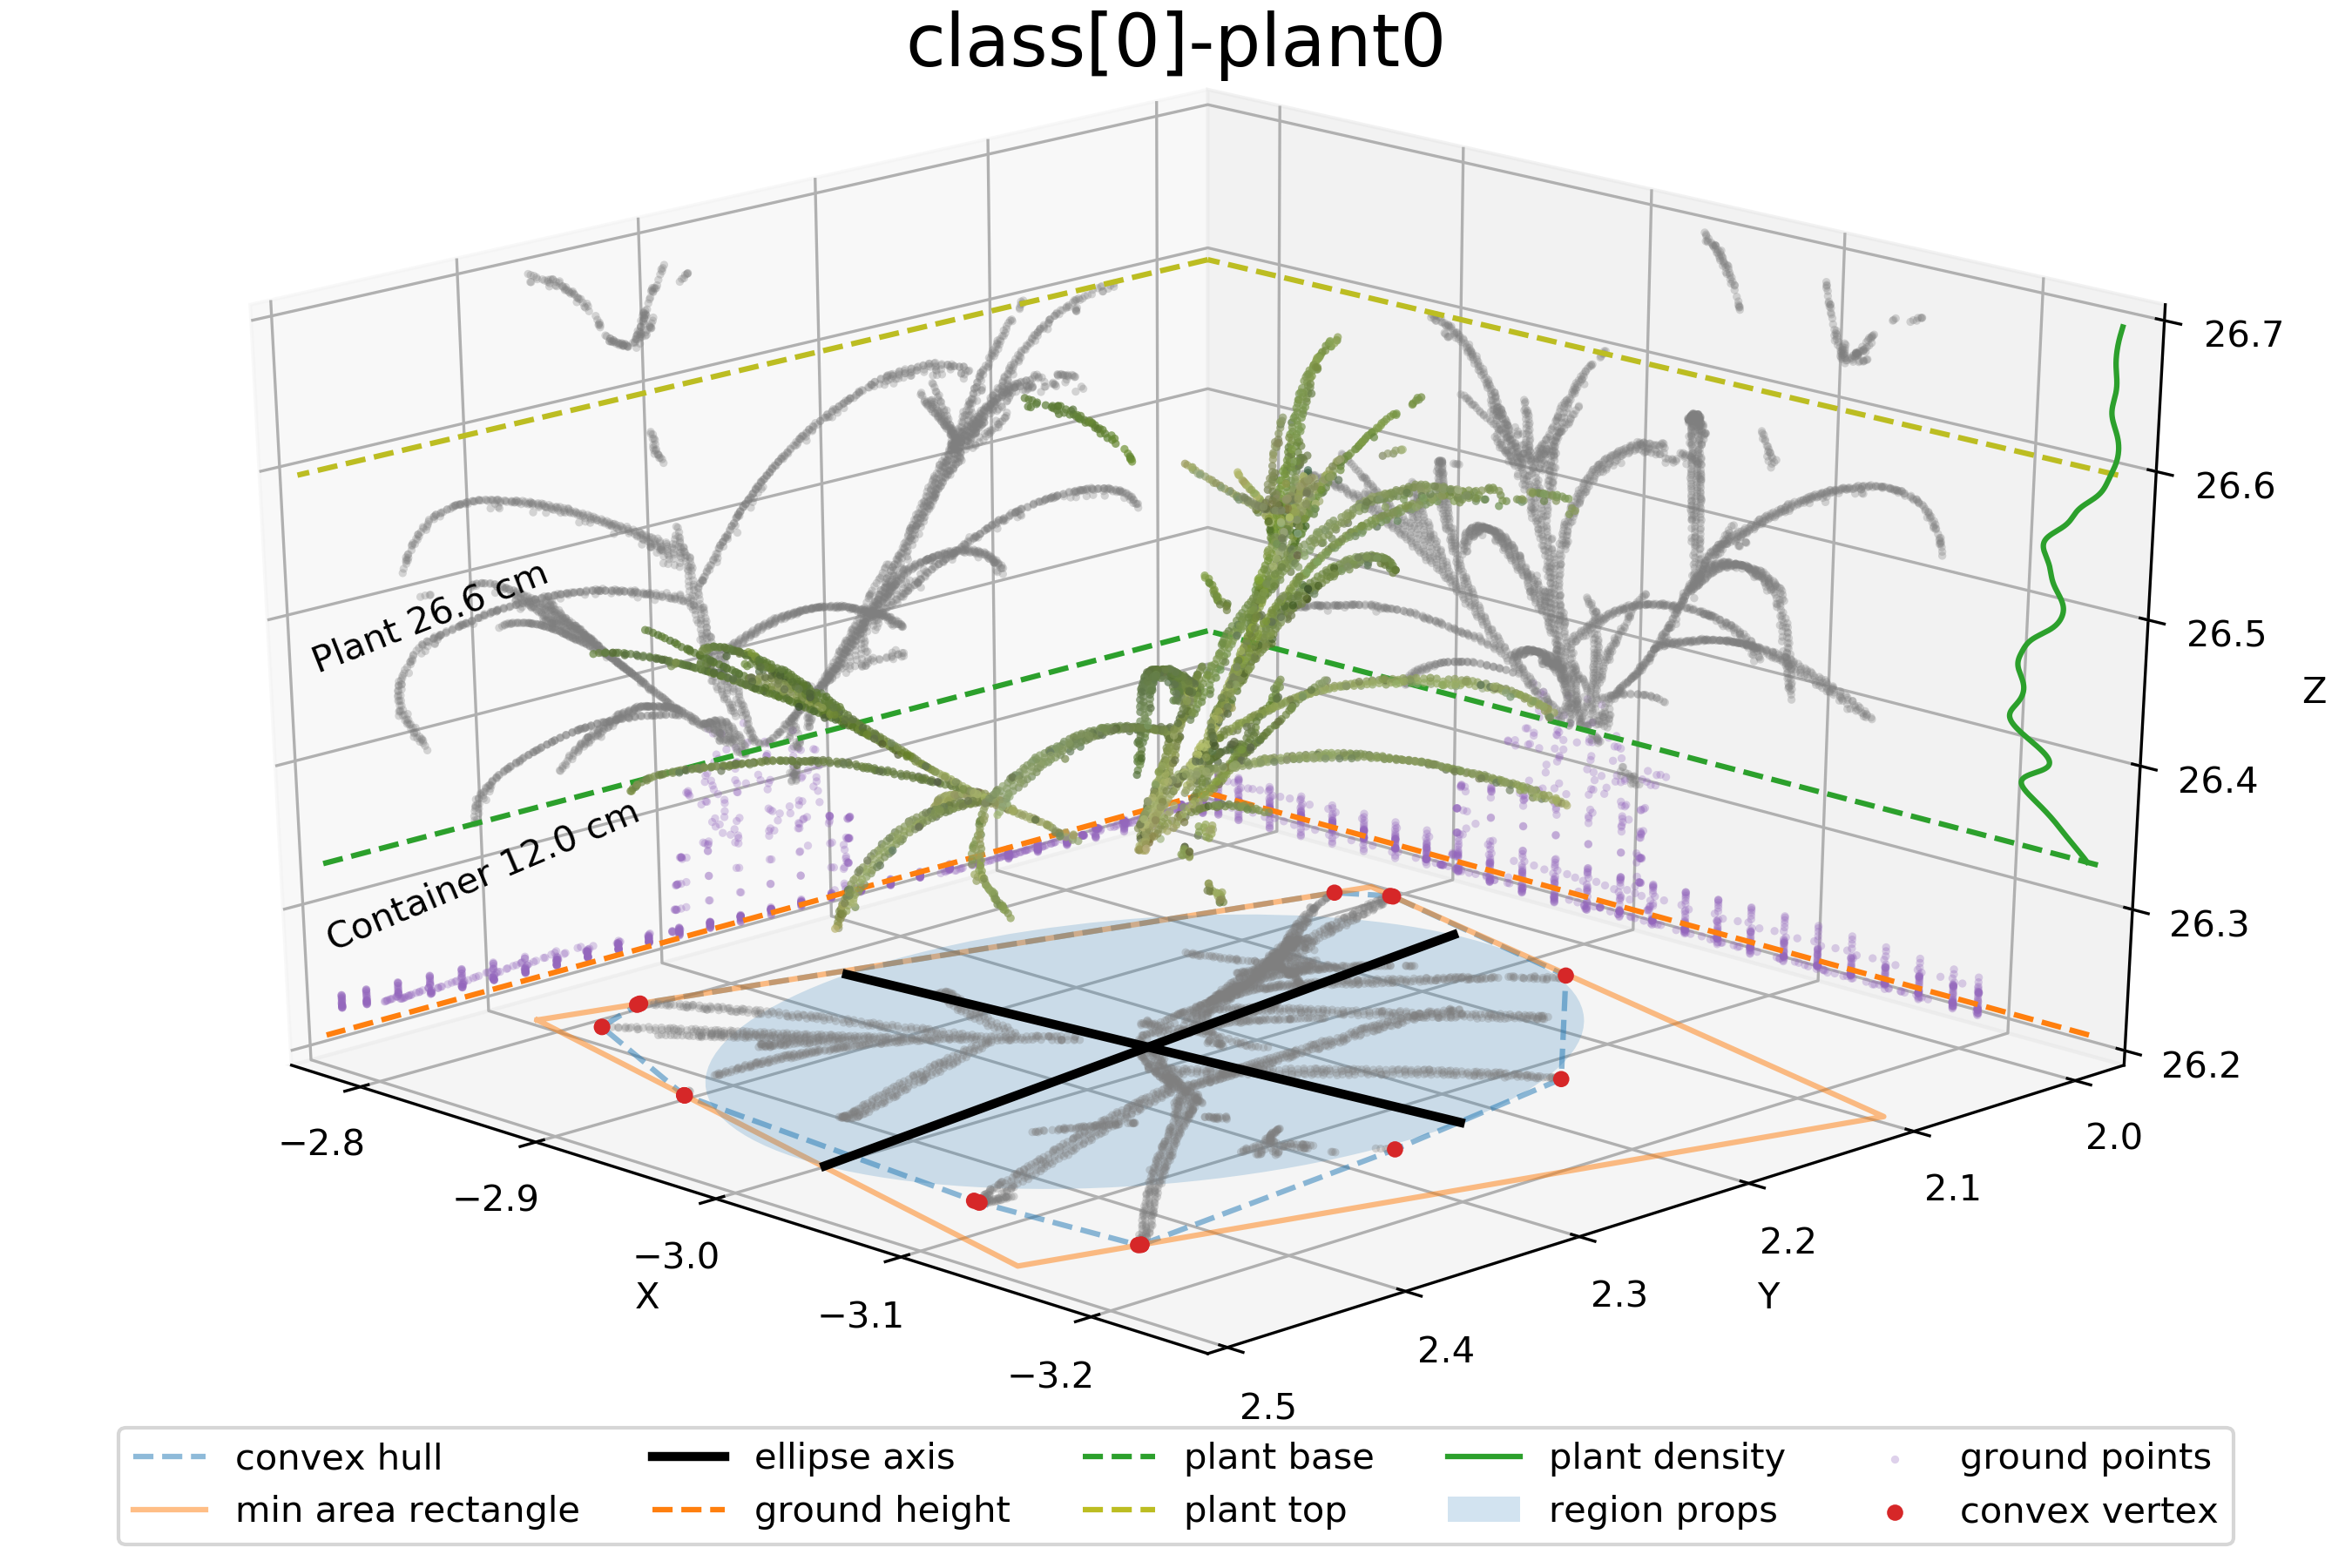 class[0]-plant0
Plant 26.6 cm
Container 12.0 cm
26.7
26.6
26.5
Z
26.4
26.3
26.2
−2.8
−2.9
−3.0
X
−3.1
−3.2
2.0
2.1
2.2
Y
2.3
2.4
2.5
convex hull
min area rectangle
ellipse axis
ground height
plant base
plant top
plant density
region props
ground points
convex vertex